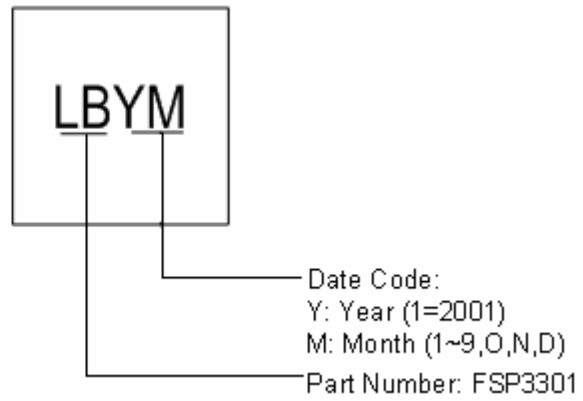 LBYM
Date Code:
Y: Year (1=2001)
M: Month (1~9,O,N,D)
Part Number: FSP3301